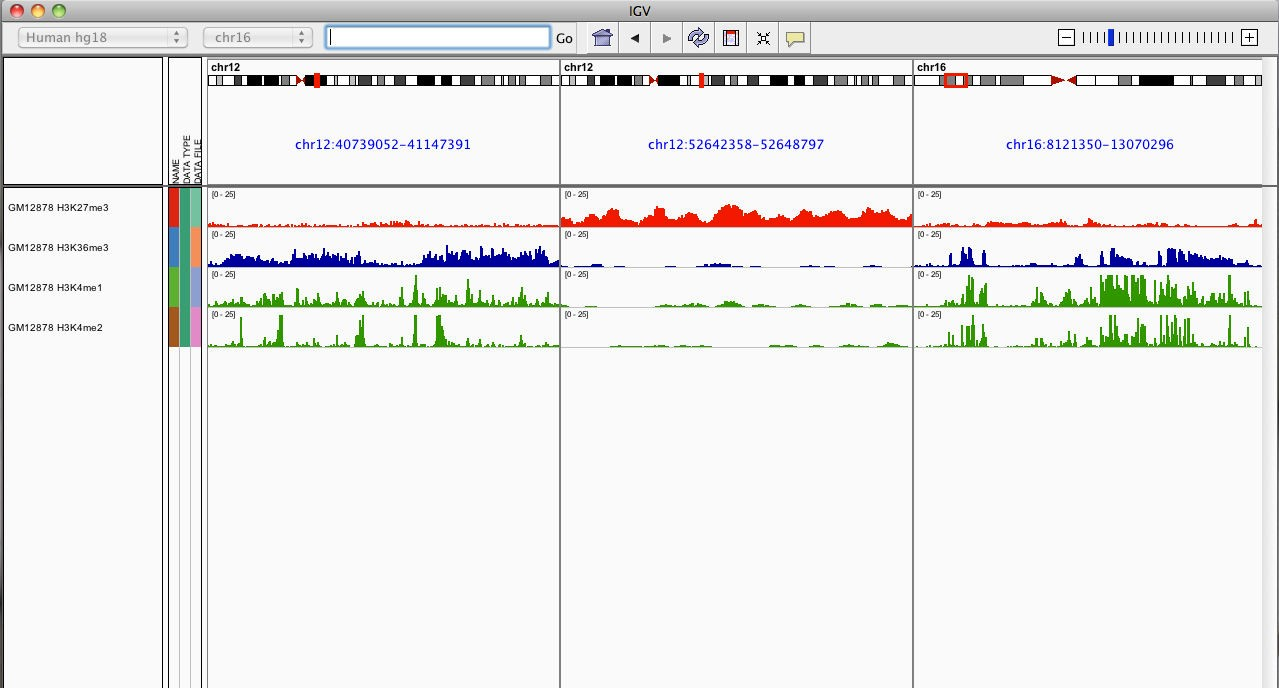 IGV
Human hg18 chr16 Go
chr12 chr12 chr16
chr12:40739052-41147391 chr12:52642358-52648797 chr16:8121350-13070296
NAME
DATA TYPE
DATA FILE
GM12878 H3K27me3 [0 - 25] [0 - 25] [0 - 25]
GM12878 H3K36me3 [0 - 25] [0 - 25] [0 - 25]
GM12878 H3K4me1 [0 - 25] [0 - 25] [0 - 25]
GM12878 H3K4me2 [0 - 25] [0 - 25] [0 - 25]